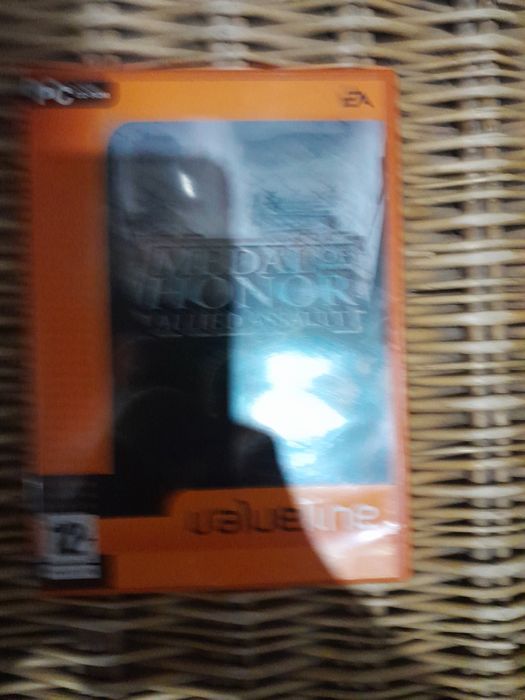 PC
EA
MEDAL OF
HONOR
ALLIED ASSAULT
valueline
12+